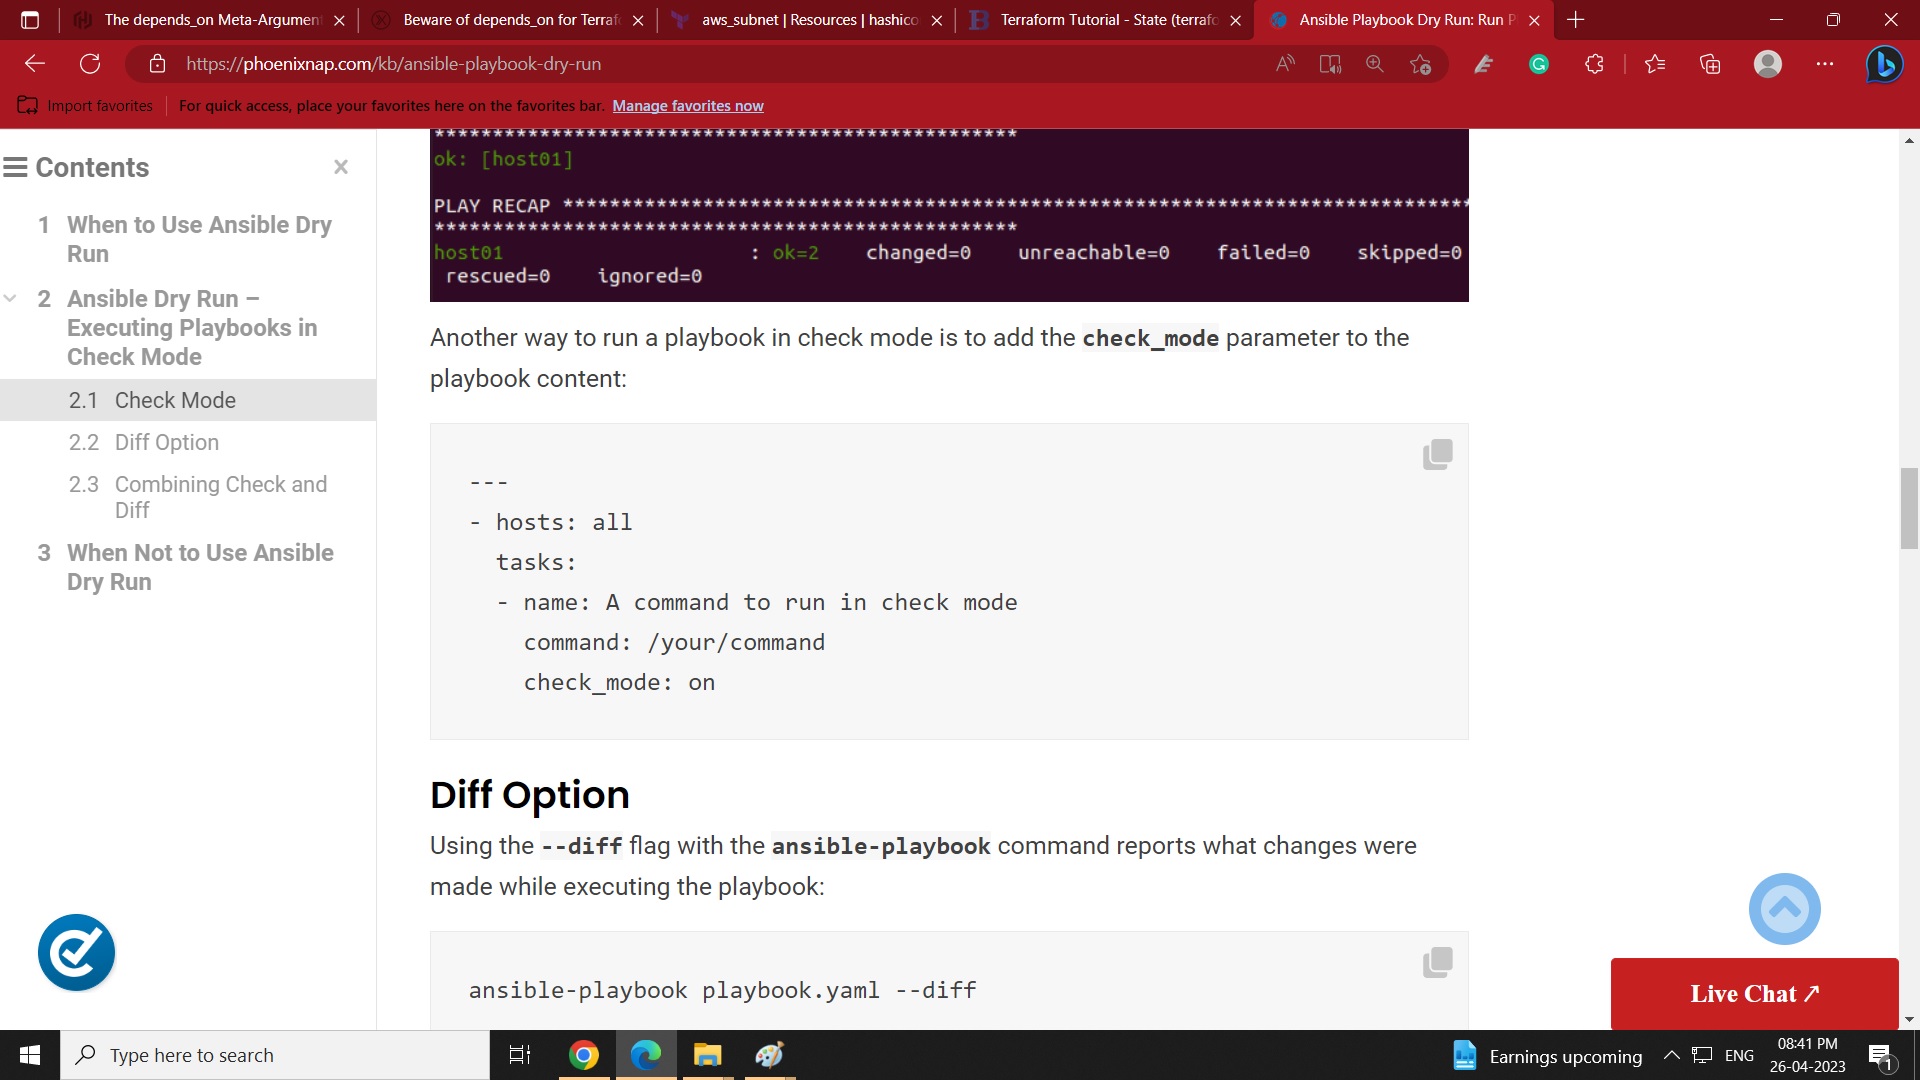 The depends_on Meta-Argumen
Beware of depends_on for Terraf
aws_subnet | Resources | hashico
Terraform Tutorial - State (terrafo
Ansible Playbook Dry Run: Run P
https://phoenixnap.com/kb/ansible-playbook-dry-run
Import favorites
For quick access, place your favorites here on the favorites bar. Manage favorites now
Contents
1 When to Use Ansible Dry
Run
2 Ansible Dry Run –
Executing Playbooks in
Check Mode
2.1 Check Mode
2.2 Diff Option
2.3 Combining Check and
Diff
3 When Not to Use Ansible
Dry Run
**************************************************
ok: [host01]
PLAY RECAP ******************************************************************************
**************************************************
host01 : ok=2 changed=0 unreachable=0 failed=0 skipped=0
rescued=0 ignored=0
Another way to run a playbook in check mode is to add the check_mode parameter to the
playbook content:
---
- hosts: all
tasks:
- name: A command to run in check mode
command: /your/command
check_mode: on
Diff Option
Using the --diff flag with the ansible-playbook command reports what changes were
made while executing the playbook:
ansible-playbook playbook.yaml --diff
Live Chat
Type here to search
Earnings upcoming
ENG
08:41 PM
26-04-2023
1